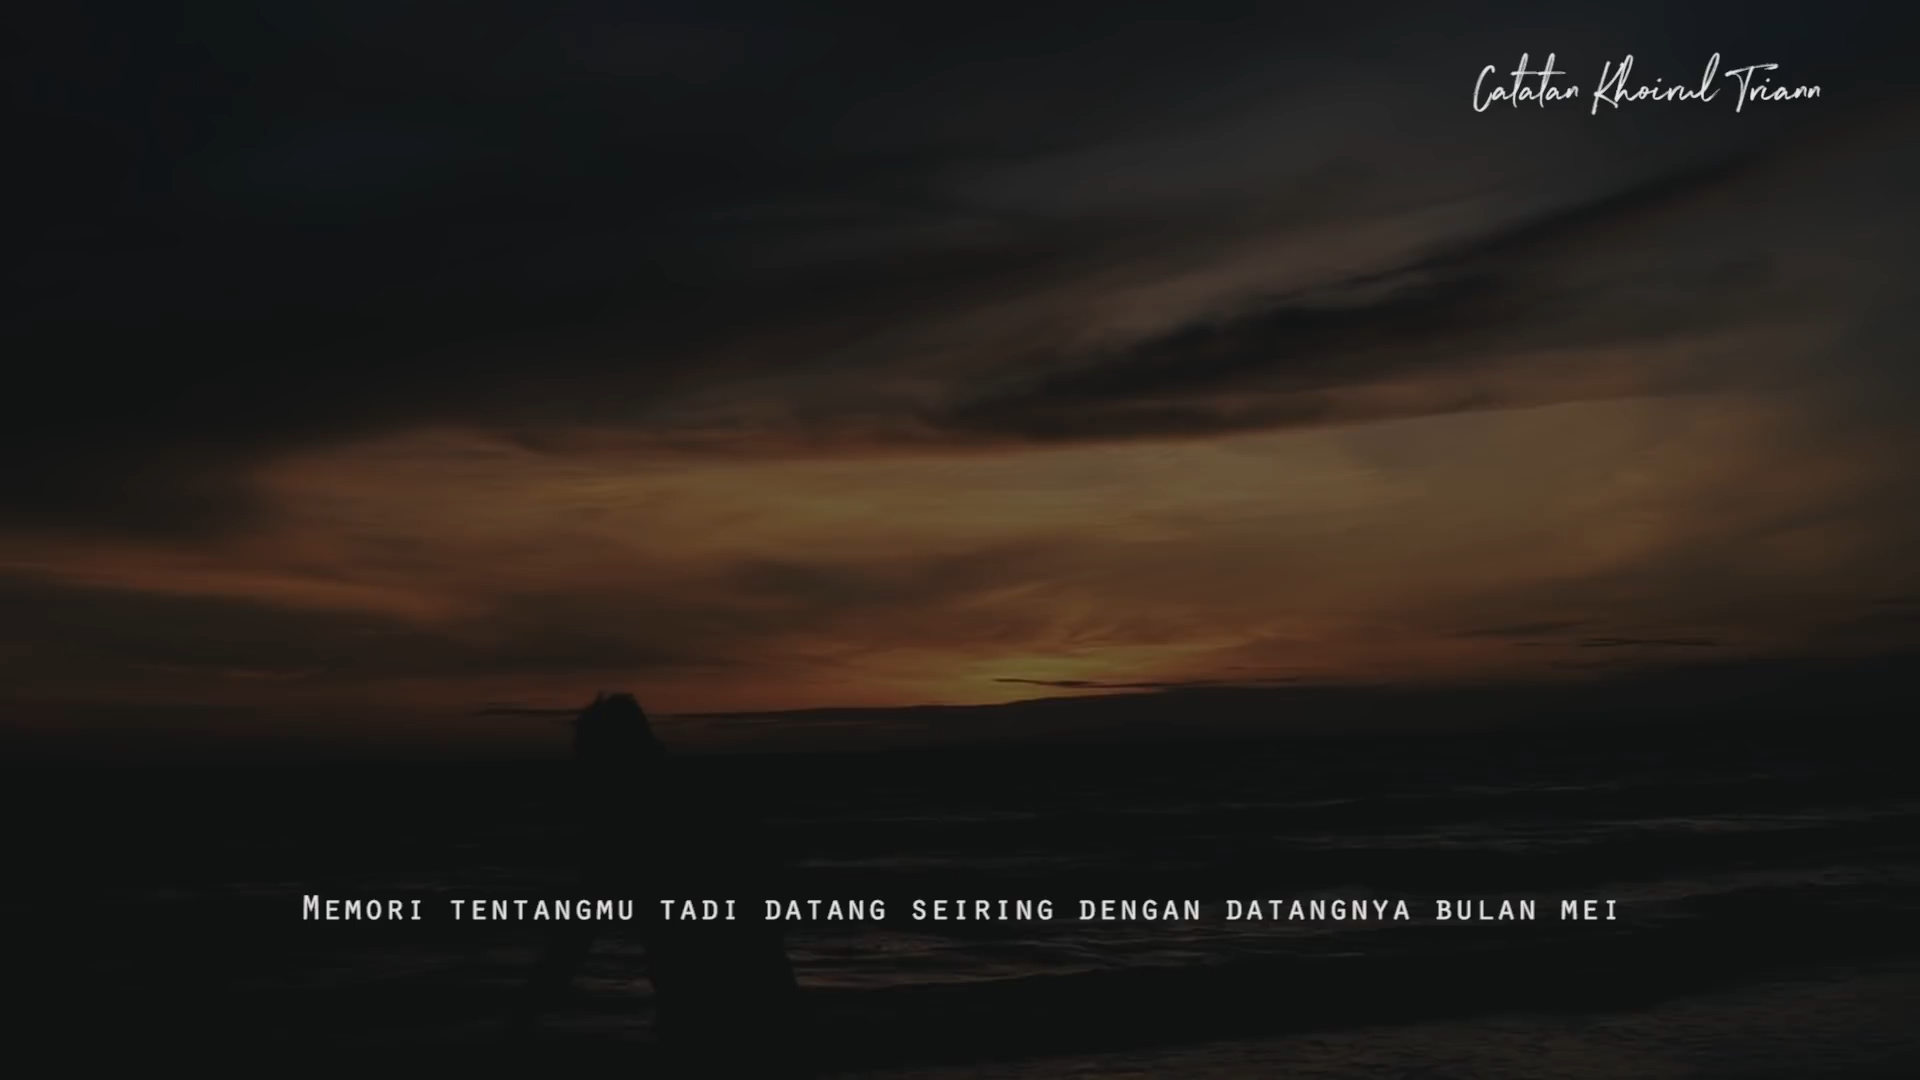 Catatan Khoirul Triann
Memori tentangmu tadi datang seiring dengan datangnya bulan mei